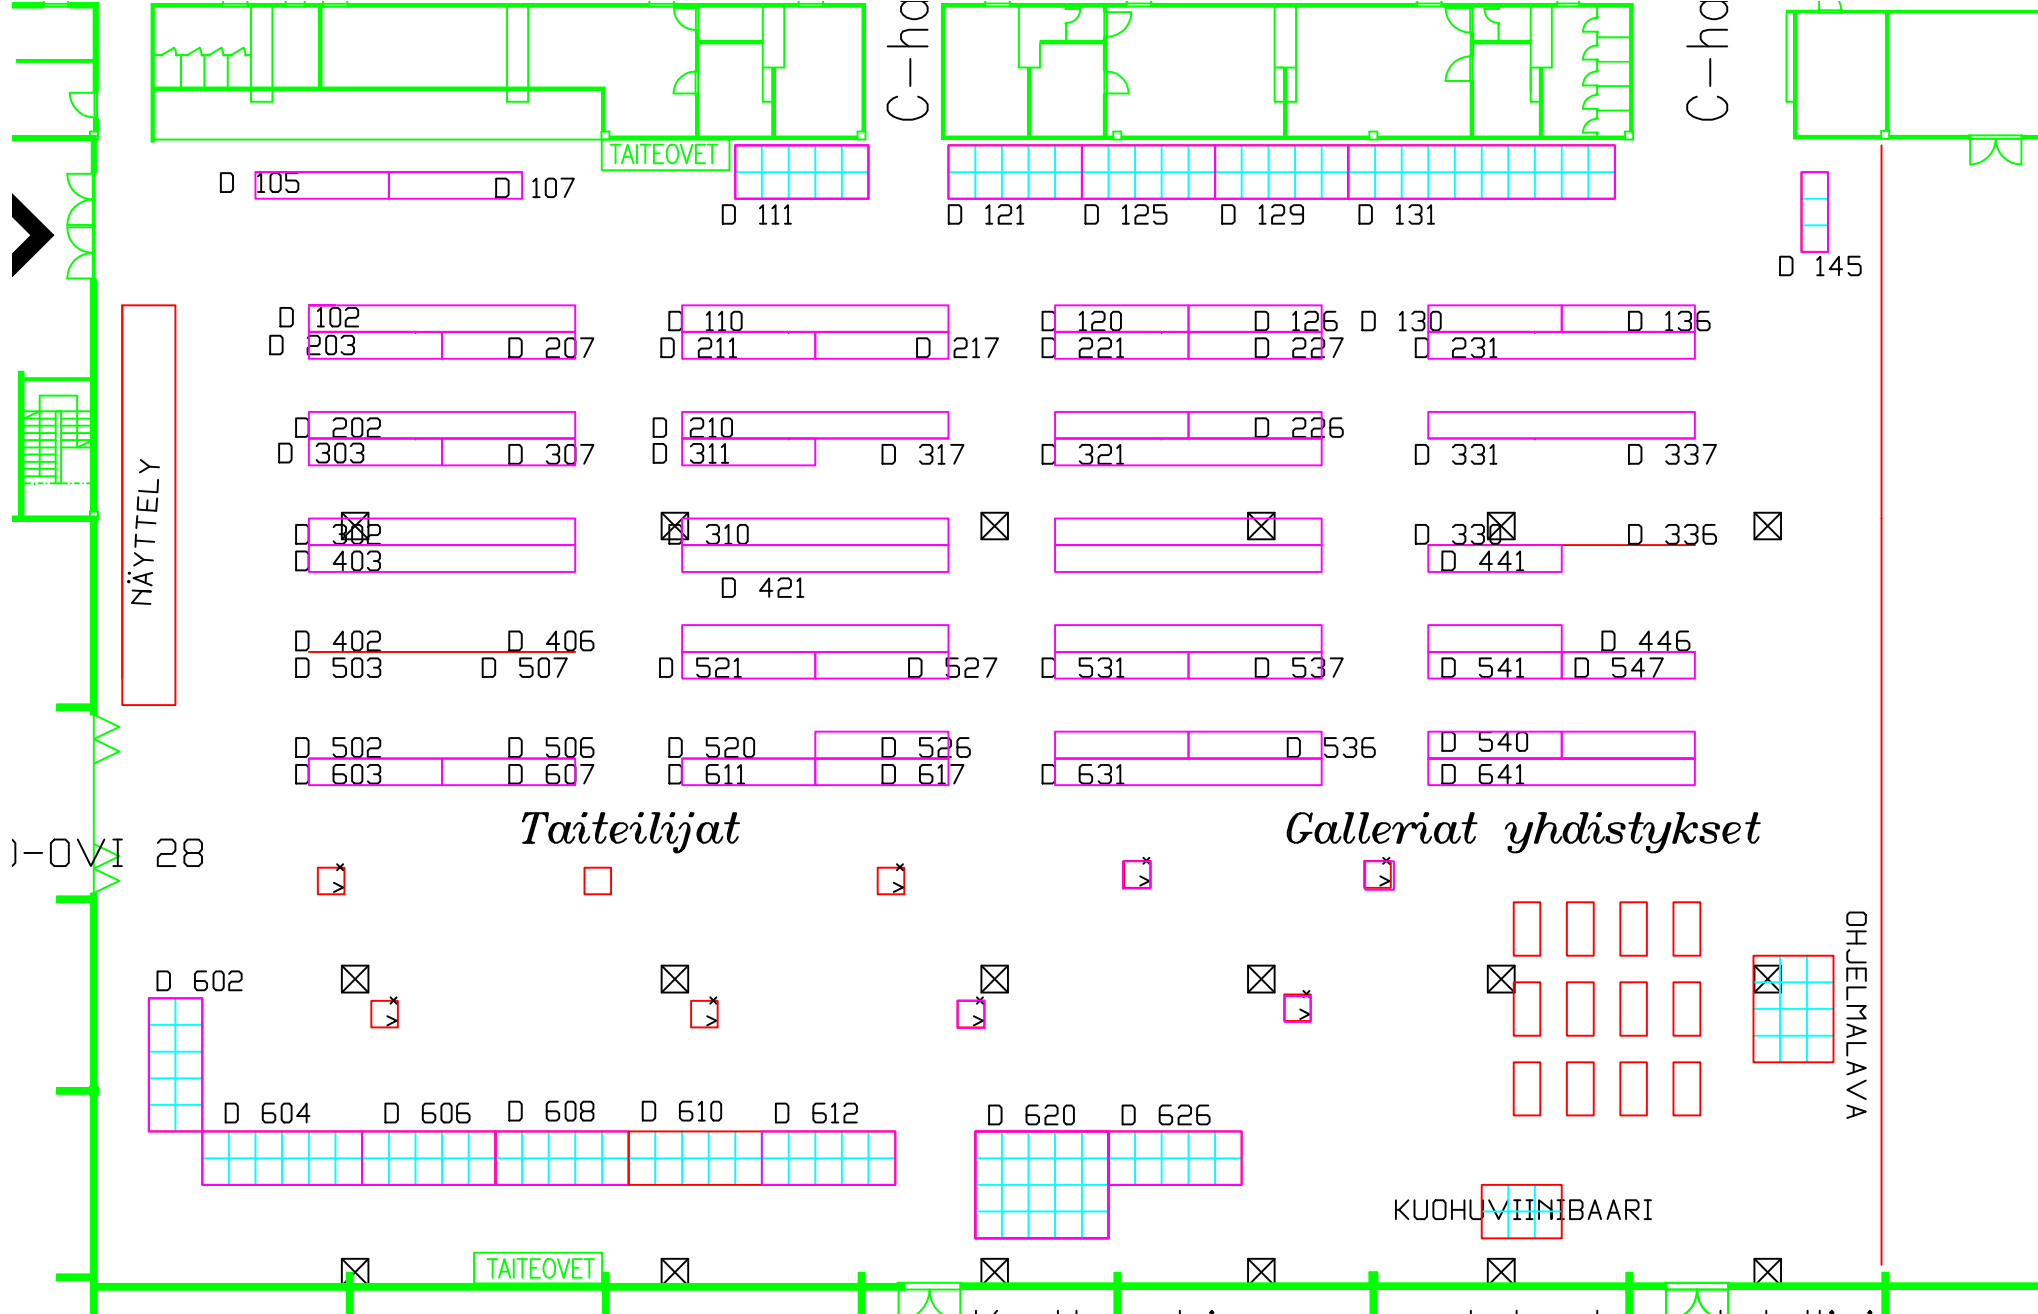 TAITEOVET
D 105
D 107
D 111
D 121
D 125
D 129
D 131
D 145
D 102
D 110
D 120
D 126
D 130
D 136
D 203
D 207
D 211
D 217
D 221
D 227
D 231
D 202
D 210
D 226
D 303
D 307
D 311
D 317
D 321
D 331
D 337
NÄYTTELY
D 302
D 310
D 330
D 336
D 403
D 441
D 421
D 402
D 406
D 446
D 503
D 507
D 521
D 527
D 531
D 537
D 541
D 547
D 502
D 506
D 520
D 526
D 536
D 540
D 603
D 607
D 611
D 617
D 631
D 641
Taiteilijat
Galleriat yhdistykset
-OVI 28
OHJELMALAVA
D 602
D 604
D 606
D 608
D 610
D 612
D 620
D 626
KUOHUVIINIBAARI
TAITEOVET